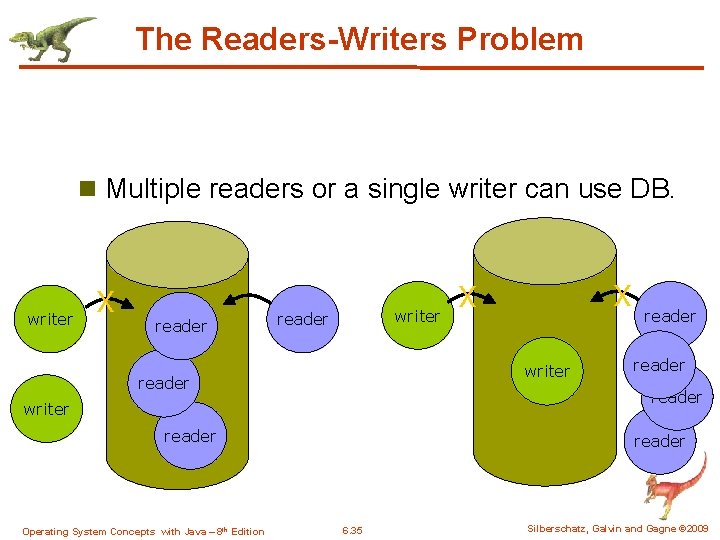 The Readers-Writers Problem
Multiple readers or a single writer can use DB.
writer
X
reader
reader
reader
writer
reader
writer
X
X
reader
writer
reader
reader
reader
Operating System Concepts with Java – 8th Edition
6.35
Silberschatz, Galvin and Gagne ©2009